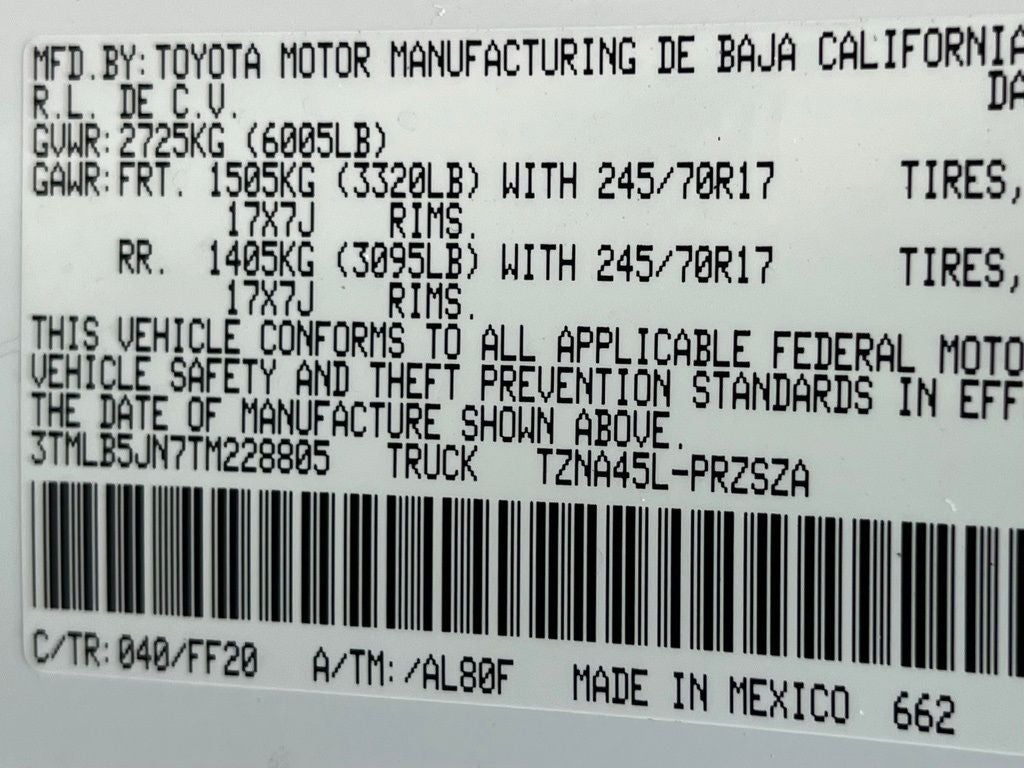 MFD.BY: TOYOTA MOTOR MANUFACTURING DE BAJA CALIFORNIA
R.L. DE C.V. DA
GVWR: 2725KG (6005LB)
GAWR: FRT. 1505KG (3320LB) WITH 245/70R17 TIRES,
17X7J RIMS.
RR. 1405KG (3095LB) WITH 245/70R17 TIRES,
17X7J RIMS.
THIS VEHICLE CONFORMS TO ALL APPLICABLE FEDERAL MOTO
VEHICLE SAFETY AND THEFT PREVENTION STANDARDS IN EFF
THE DATE OF MANUFACTURE SHOWN ABOVE.
3TMLB5JN7TM228805 TRUCK TZNA45L-PRZSZA
C/TR: 040/FF20 A/TM: /AL80F MADE IN MEXICO 662